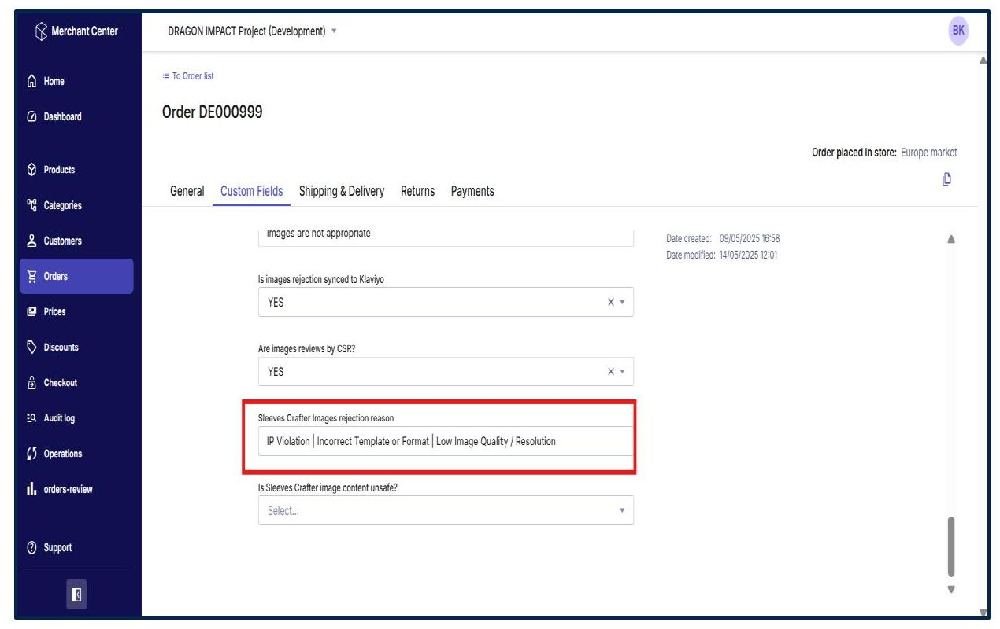 Merchant Center
DRAGON IMPACT Project (Development)
BK
Home
Dashboard
Products
Categories
Customers
Orders
Prices
Discounts
Checkout
Audit log
Operations
orders-review
Support
To Order list
Order DE000999
Order placed in store: Europe market
General Custom Fields Shipping & Delivery Returns Payments
images are not appropriate
Date created: 09/05/2025 16:58
Date modified: 14/05/2025 12:01
Is images rejection synced to Klaviyo
YES
Are images reviews by CSR?
YES
Sleeves Crafter Images rejection reason
IP Violation | Incorrect Template or Format | Low Image Quality / Resolution
Is Sleeves Crafter image content unsafe?
Select...